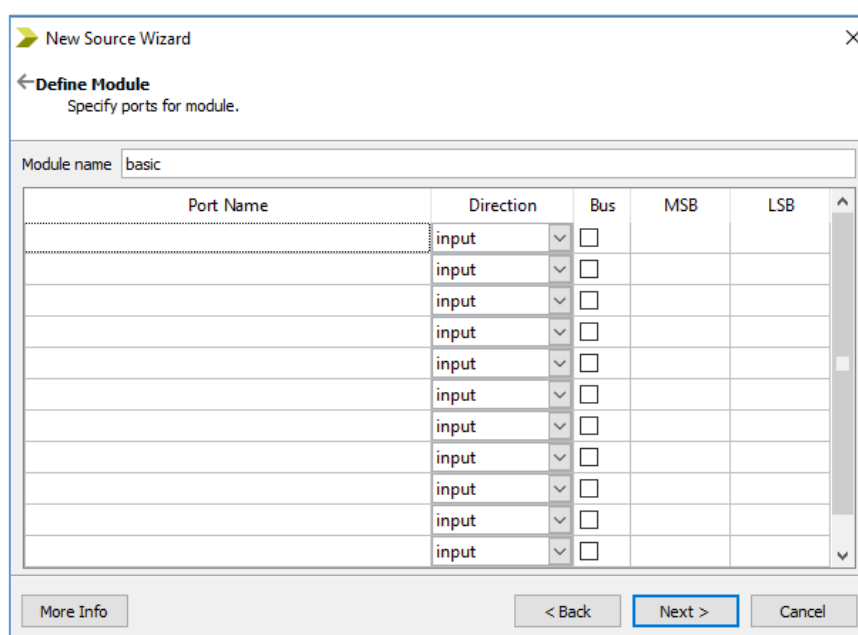 New Source Wizard
Define Module
Specify ports for module.
Module name basic
Port Name Direction Bus MSB LSB
input
input
input
input
input
input
input
input
input
input
input
More Info < Back Next > Cancel